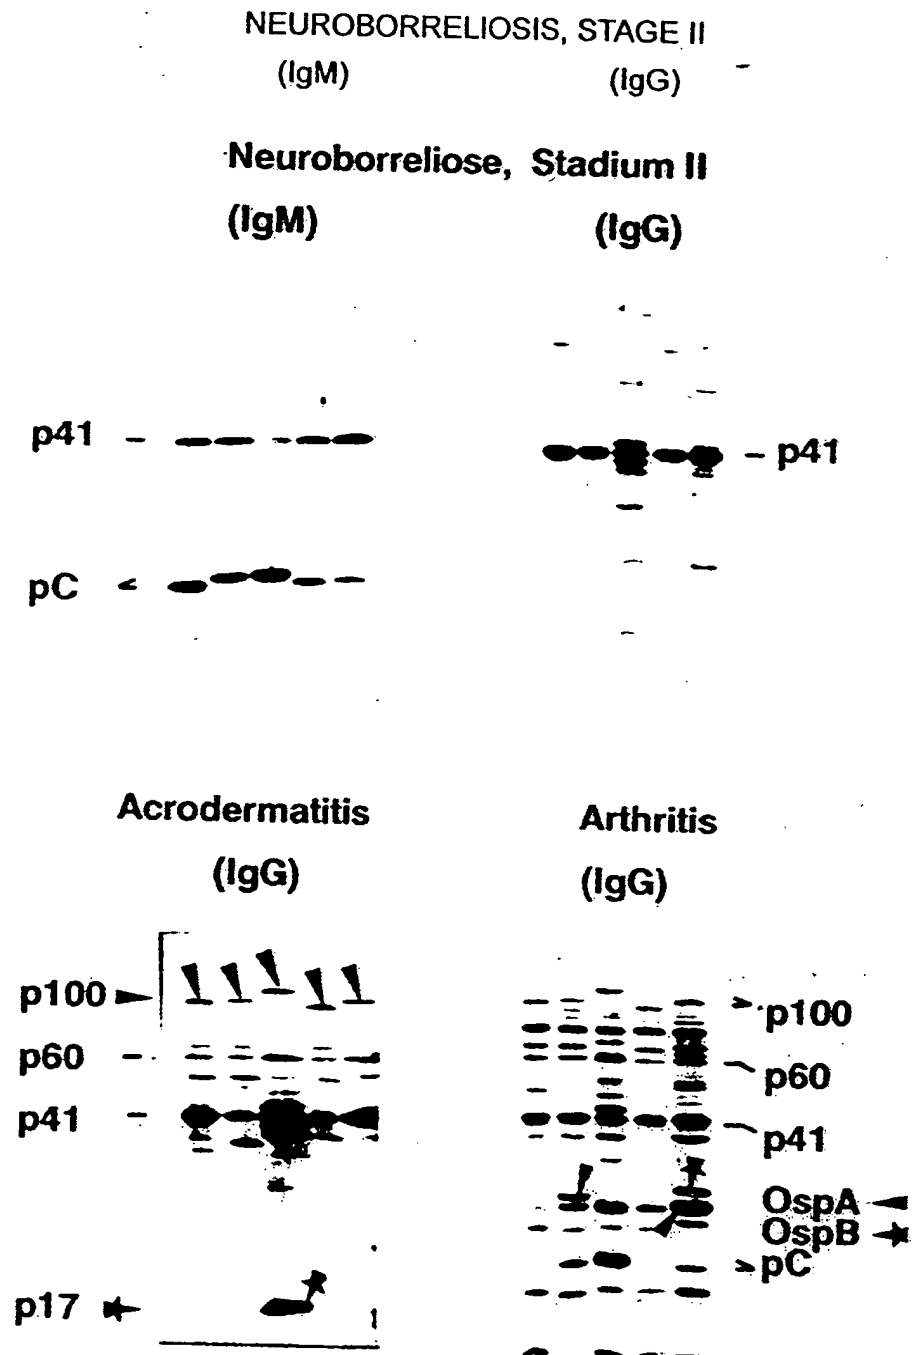 NEUROBORRELIOSIS, STAGE II
(IgM) (IgG)
Neuroborreliose, Stadium II
(IgM) (IgG)
p41 p41
pC
Acrodermatitis
(IgG)
p100
p60
p41
p17
Arthritis
(IgG)
p100
p60
p41
OspA
OspB
pC